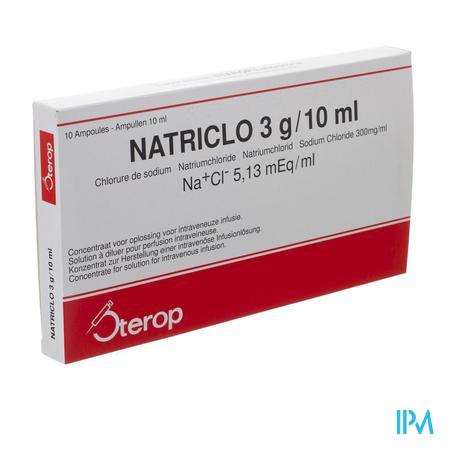 10 Ampoules - Ampullen 10 ml
NATRICLO 3 g/10 ml
Chlorure de sodium Natriumchloride Natriumchlorid Sodium Chloride 300mg/ml
Na+Cl- 5,13 mEq/ml
Concentraat voor oplossing voor intraveneuze infusie.
Solution à diluer pour perfusion intraveineuse.
Konzentrat zur Herstellung einer intravenöse Infusionlösung.
Concentrate for solution for intravenous infusion.
Sterop
Sterop
NATRICLO 3 g/10 ml
IPM